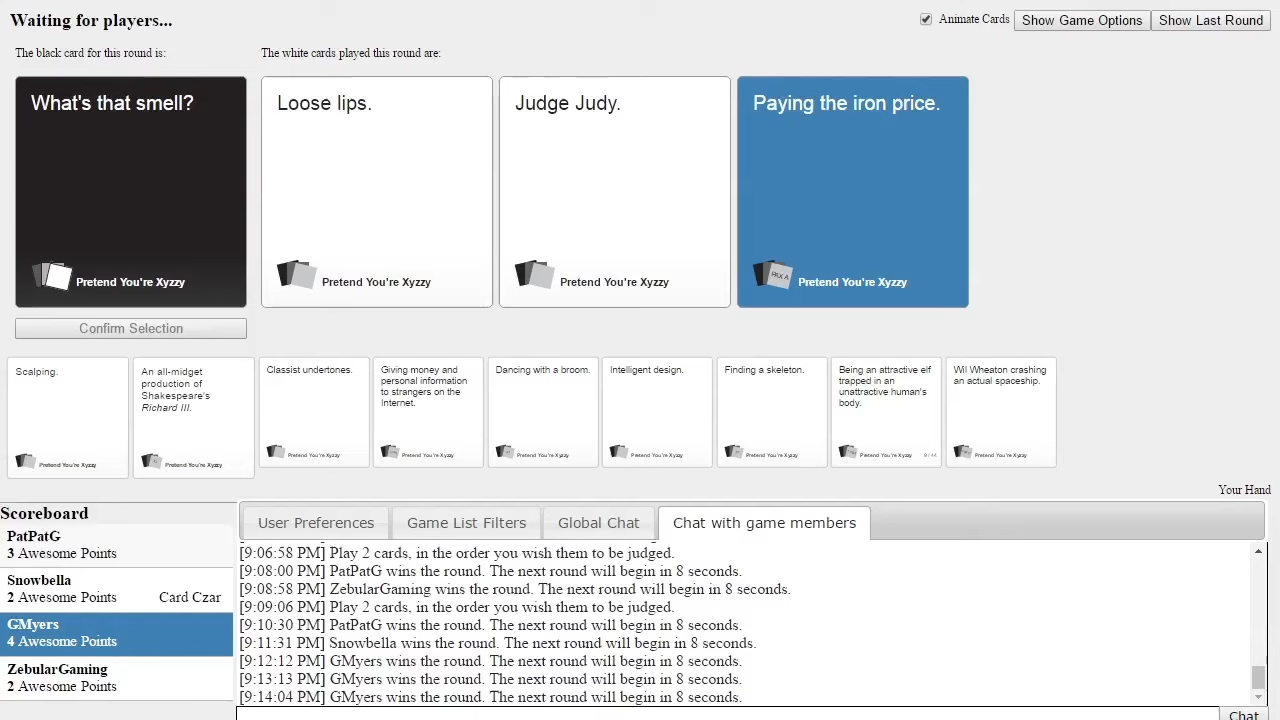 Waiting for players...
Animate Cards
Show Game Options
Show Last Round
The black card for this round is:
The white cards played this round are:
What's that smell?
Pretend You're Xyzzy
Loose lips.
Pretend You're Xyzzy
Judge Judy.
Pretend You're Xyzzy
Paying the iron price.
PAX A
Pretend You're Xyzzy
Confirm Selection
Scalping.
Pretend You're Xyzzy
An all-midget
production of
Shakespeare's
Richard III.
Pretend You're Xyzzy
Classist undertones.
Pretend You're Xyzzy
Giving money and
personal information
to strangers on the
Internet.
Pretend You're Xyzzy
Dancing with a broom.
Pretend You're Xyzzy
Intelligent design.
Pretend You're Xyzzy
Finding a skeleton.
Pretend You're Xyzzy
Being an attractive elf
trapped in an
unattractive human's
body.
Pretend You're Xyzzy
Wil Wheaton crashing
an actual spaceship.
Pretend You're Xyzzy
Your Hand
Scoreboard
PatPatG
3 Awesome Points
Snowbella
2 Awesome Points Card Czar
GMyers
4 Awesome Points
ZebularGaming
2 Awesome Points
User Preferences
Game List Filters
Global Chat
Chat with game members
[9:06:58 PM] Play 2 cards, in the order you wish them to be judged.
[9:08:00 PM] PatPatG wins the round. The next round will begin in 8 seconds.
[9:08:58 PM] ZebularGaming wins the round. The next round will begin in 8 seconds.
[9:09:06 PM] Play 2 cards, in the order you wish them to be judged.
[9:10:30 PM] PatPatG wins the round. The next round will begin in 8 seconds.
[9:11:31 PM] Snowbella wins the round. The next round will begin in 8 seconds.
[9:12:12 PM] GMyers wins the round. The next round will begin in 8 seconds.
[9:13:13 PM] GMyers wins the round. The next round will begin in 8 seconds.
[9:14:04 PM] GMyers wins the round. The next round will begin in 8 seconds.
Chat